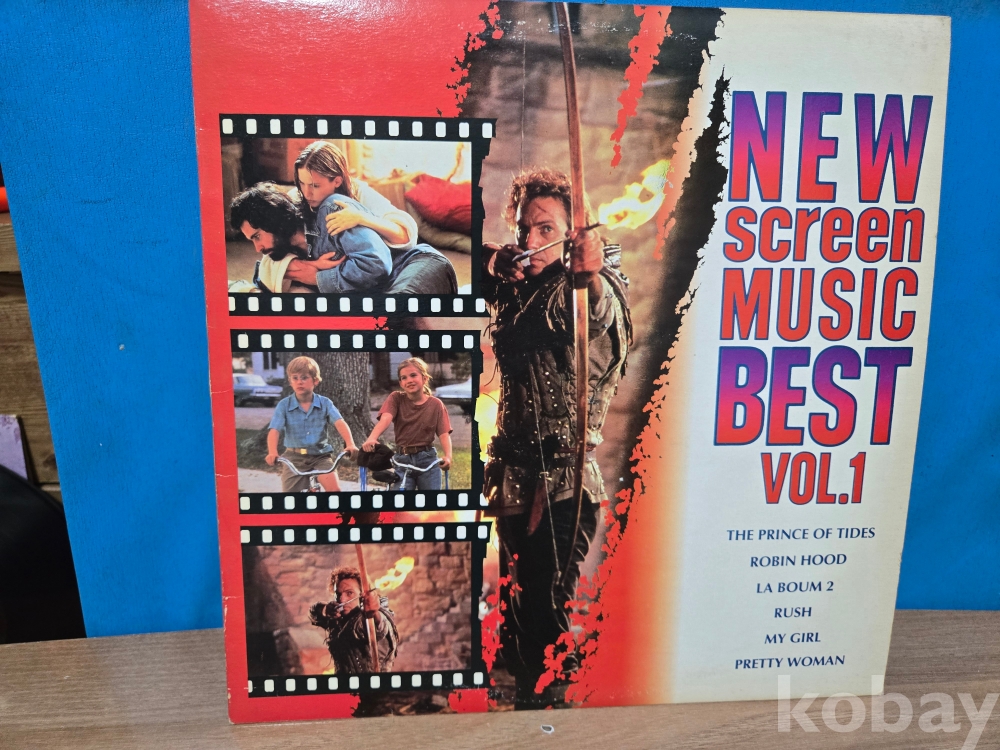 NEW
screen
MUSIC
BEST
VOL.1
THE PRINCE OF TIDES
ROBIN HOOD
LA BOUM 2
RUSH
MY GIRL
PRETTY WOMAN
kobay